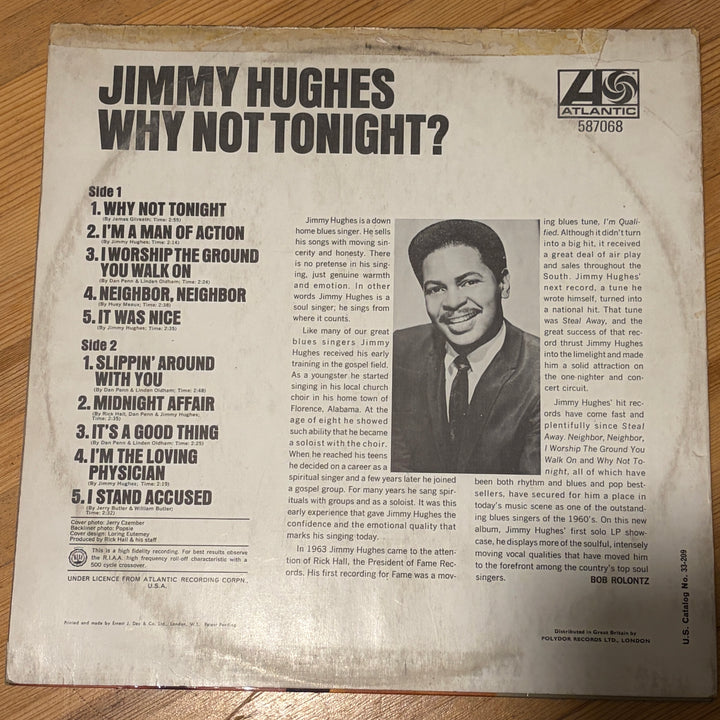 JIMMY HUGHES
WHY NOT TONIGHT?
ATLANTIC
587068
Side 1
1. WHY NOT TONIGHT
(By James Gilreath; Time: 2:55)
2. I'M A MAN OF ACTION
(By Jimmy Hughes; Time: 2:14)
3. I WORSHIP THE GROUND
YOU WALK ON
(By Dan Penn & Linden Oldham; Time: 2:24)
4. NEIGHBOR, NEIGHBOR
(By Huey Meaux; Time: 2:38)
5. IT WAS NICE
(By Jimmy Hughes; Time: 2:35)
Side 2
1. SLIPPIN' AROUND
WITH YOU
(By Dan Penn & Linden Oldham; Time: 2:48)
2. MIDNIGHT AFFAIR
(By Rick Hall, Dan Penn & Jimmy Hughes;
Time: 2:35)
3. IT'S A GOOD THING
(By Dan Penn & Linden Oldham; Time: 2:25)
4. I'M THE LOVING
PHYSICIAN
(By Jimmy Hughes; Time: 2:19)
5. I STAND ACCUSED
(By Jerry Butler & William Butler)
Time: 2:32)
Cover photo: Jerry Czember
Backliner photo: Popsie
Cover design: Loring Eutemey
Produced by Rick Hall & his staff
This is a high fidelity recording. For best results observe
the R.I.A.A. high frequency roll-off characteristic with a
500 cycle crossover.
UNDER LICENCE FROM ATLANTIC RECORDING CORPN.,
U.S.A.
Jimmy Hughes is a down
home blues singer. He sells
his songs with moving sin-
cerity and honesty. There
is no pretense in his sing-
ing, just genuine warmth
and emotion. In other
words Jimmy Hughes is a
soul singer; he sings from
where it counts.
Like many of our great
blues singers Jimmy
Hughes received his early
training in the gospel field.
As a youngster he started
singing in his local church
choir in his home town of
Florence, Alabama. At the
age of eight he showed
such ability that he became
a soloist with the choir.
When he reached his teens
he decided on a career as a
spiritual singer and a few years later he joined
a gospel group. For many years he sang spir-
ituals with groups and as a soloist. It was this
early experience that gave Jimmy Hughes the
confidence and the emotional quality that
marks his singing today.
In 1963 Jimmy Hughes came to the atten-
tion of Rick Hall, the President of Fame Rec-
ords. His first recording for Fame was a mov-
ing blues tune, I'm Quali-
fied. Although it didn't turn
into a big hit, it received
a great deal of air play
and sales throughout the
South. Jimmy Hughes'
next record, a tune he
wrote himself, turned into
a national hit. That tune
was Steal Away, and the
great success of that rec-
ord thrust Jimmy Hughes
into the limelight and made
him a solid attraction on
the one-nighter and con-
cert circuit.
Jimmy Hughes' hit rec-
ords have come fast and
plentifully since Steal
Away. Neighbor, Neighbor,
I Worship The Ground You
Walk On and Why Not To-
night, all of which have
been both rhythm and blues and pop best-
sellers, have secured for him a place in
today's music scene as one of the outstand-
ing blues singers of the 1960's. On this new
album, Jimmy Hughes' first solo LP show-
case, he displays more of the soulful, intensely
moving vocal qualities that have moved him
to the forefront among the country's top soul
singers.
BOB ROLONTZ
U.S. Catalog No. 33-209
Printed and made by Ernest J. Day & Co. Ltd., London, W.1. Patent Pending
Distributed in Great Britain by
POLYDOR RECORDS LTD., LONDON